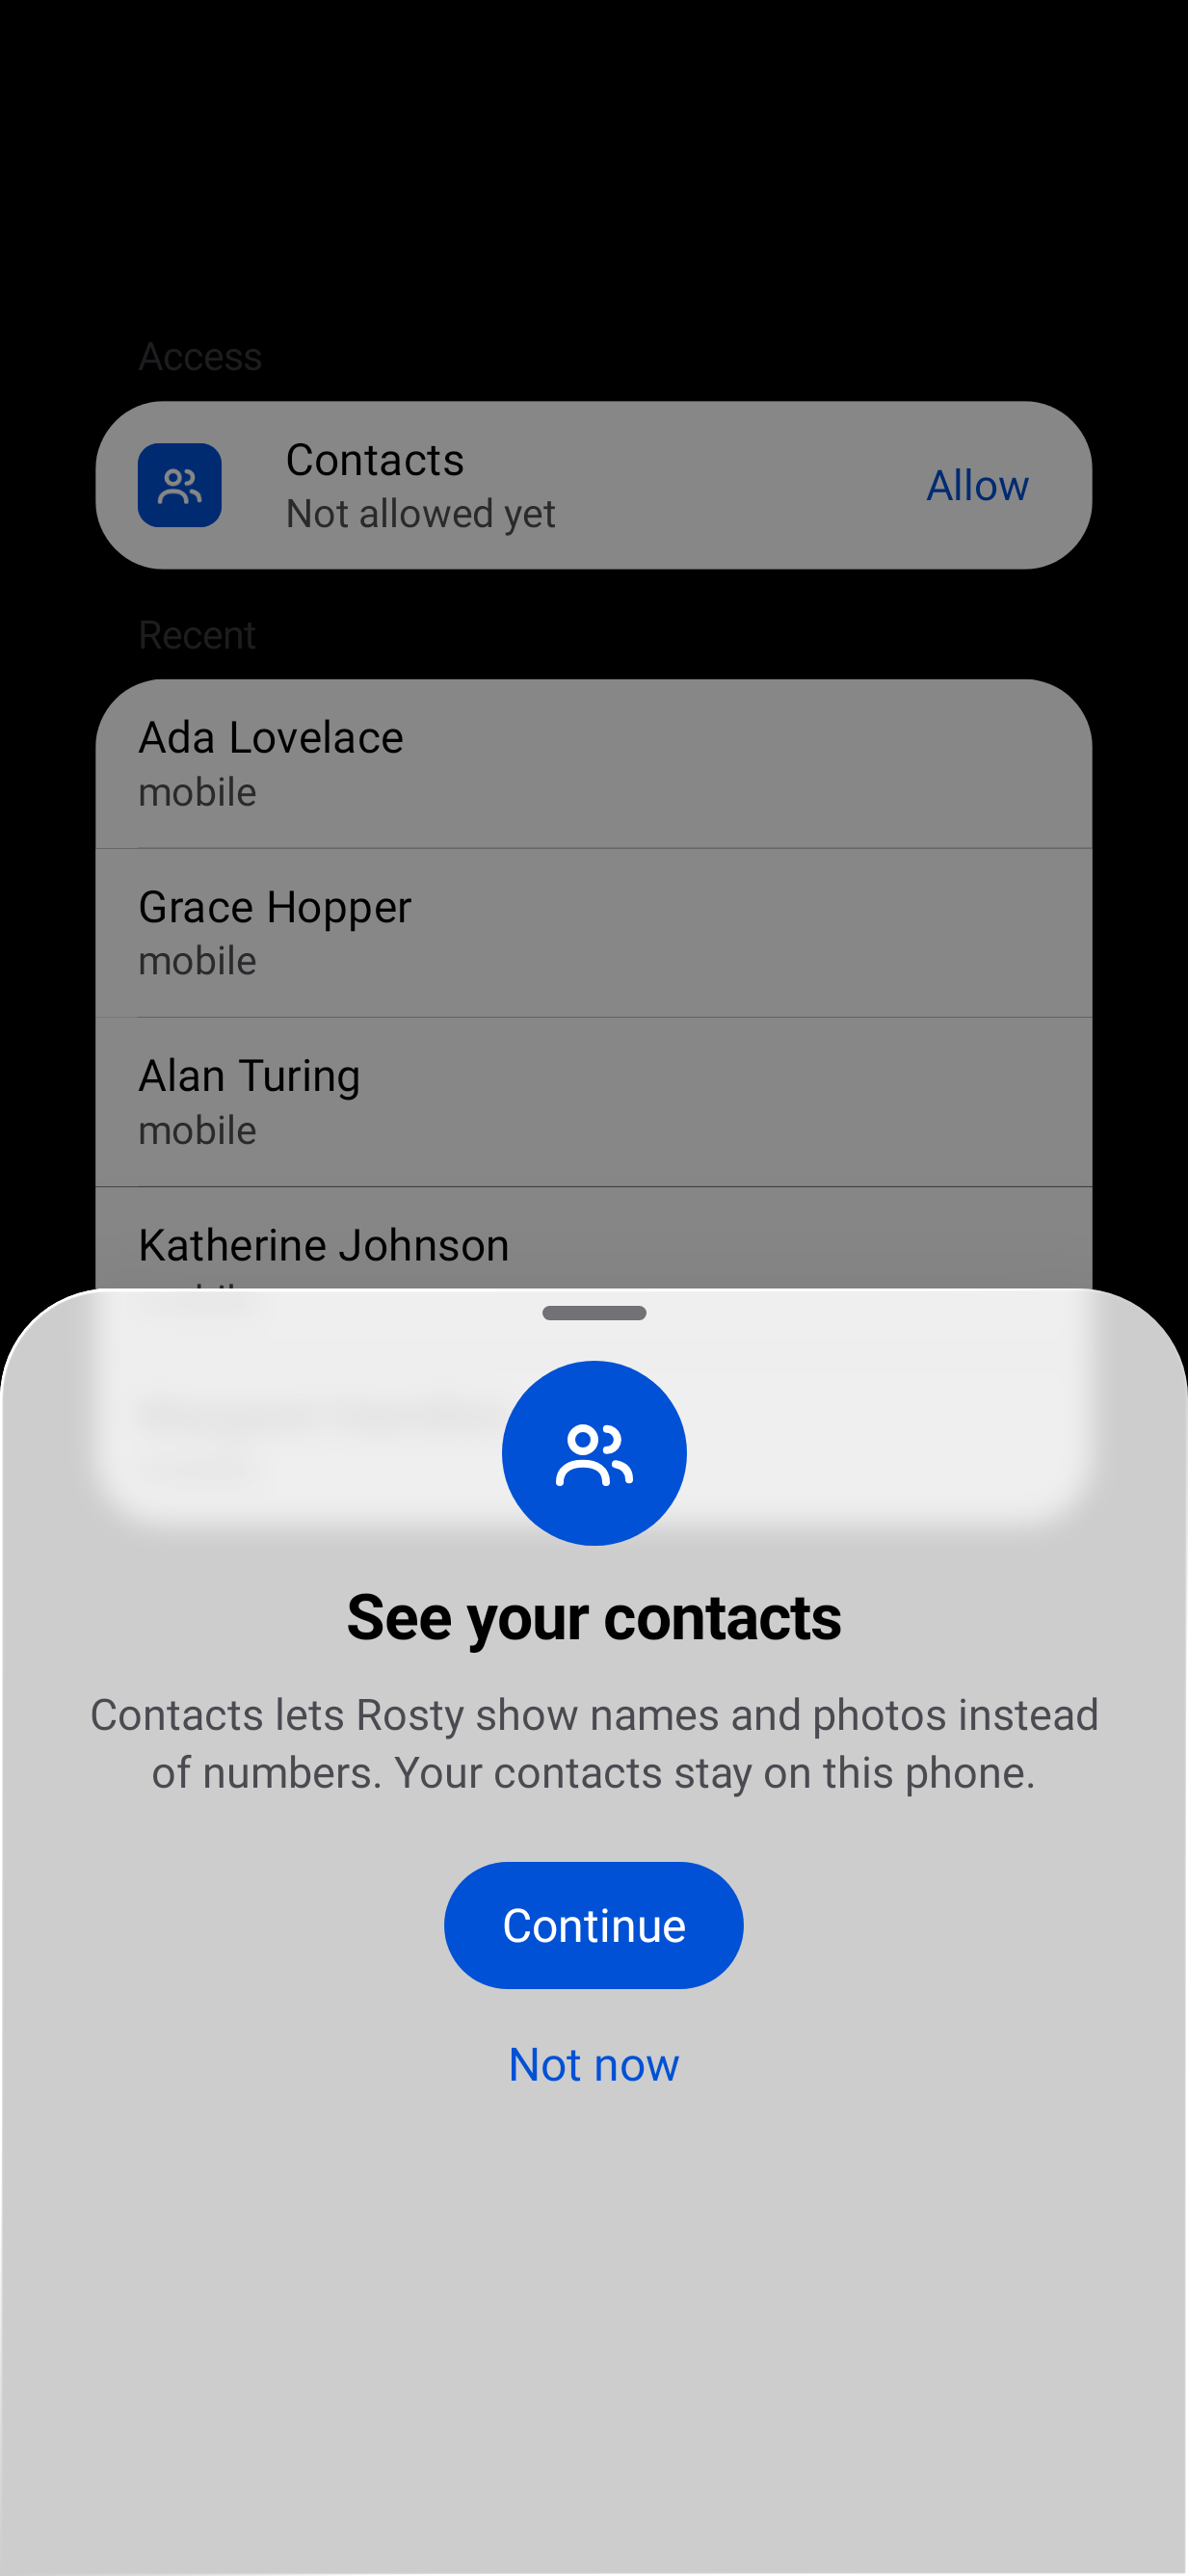 Access
Contacts
Not allowed yet
Allow
Recent
Ada Lovelace
mobile
Grace Hopper
mobile
Alan Turing
mobile
Katherine Johnson
See your contacts
Contacts lets Rosty show names and photos instead
of numbers. Your contacts stay on this phone.
Continue
Not now